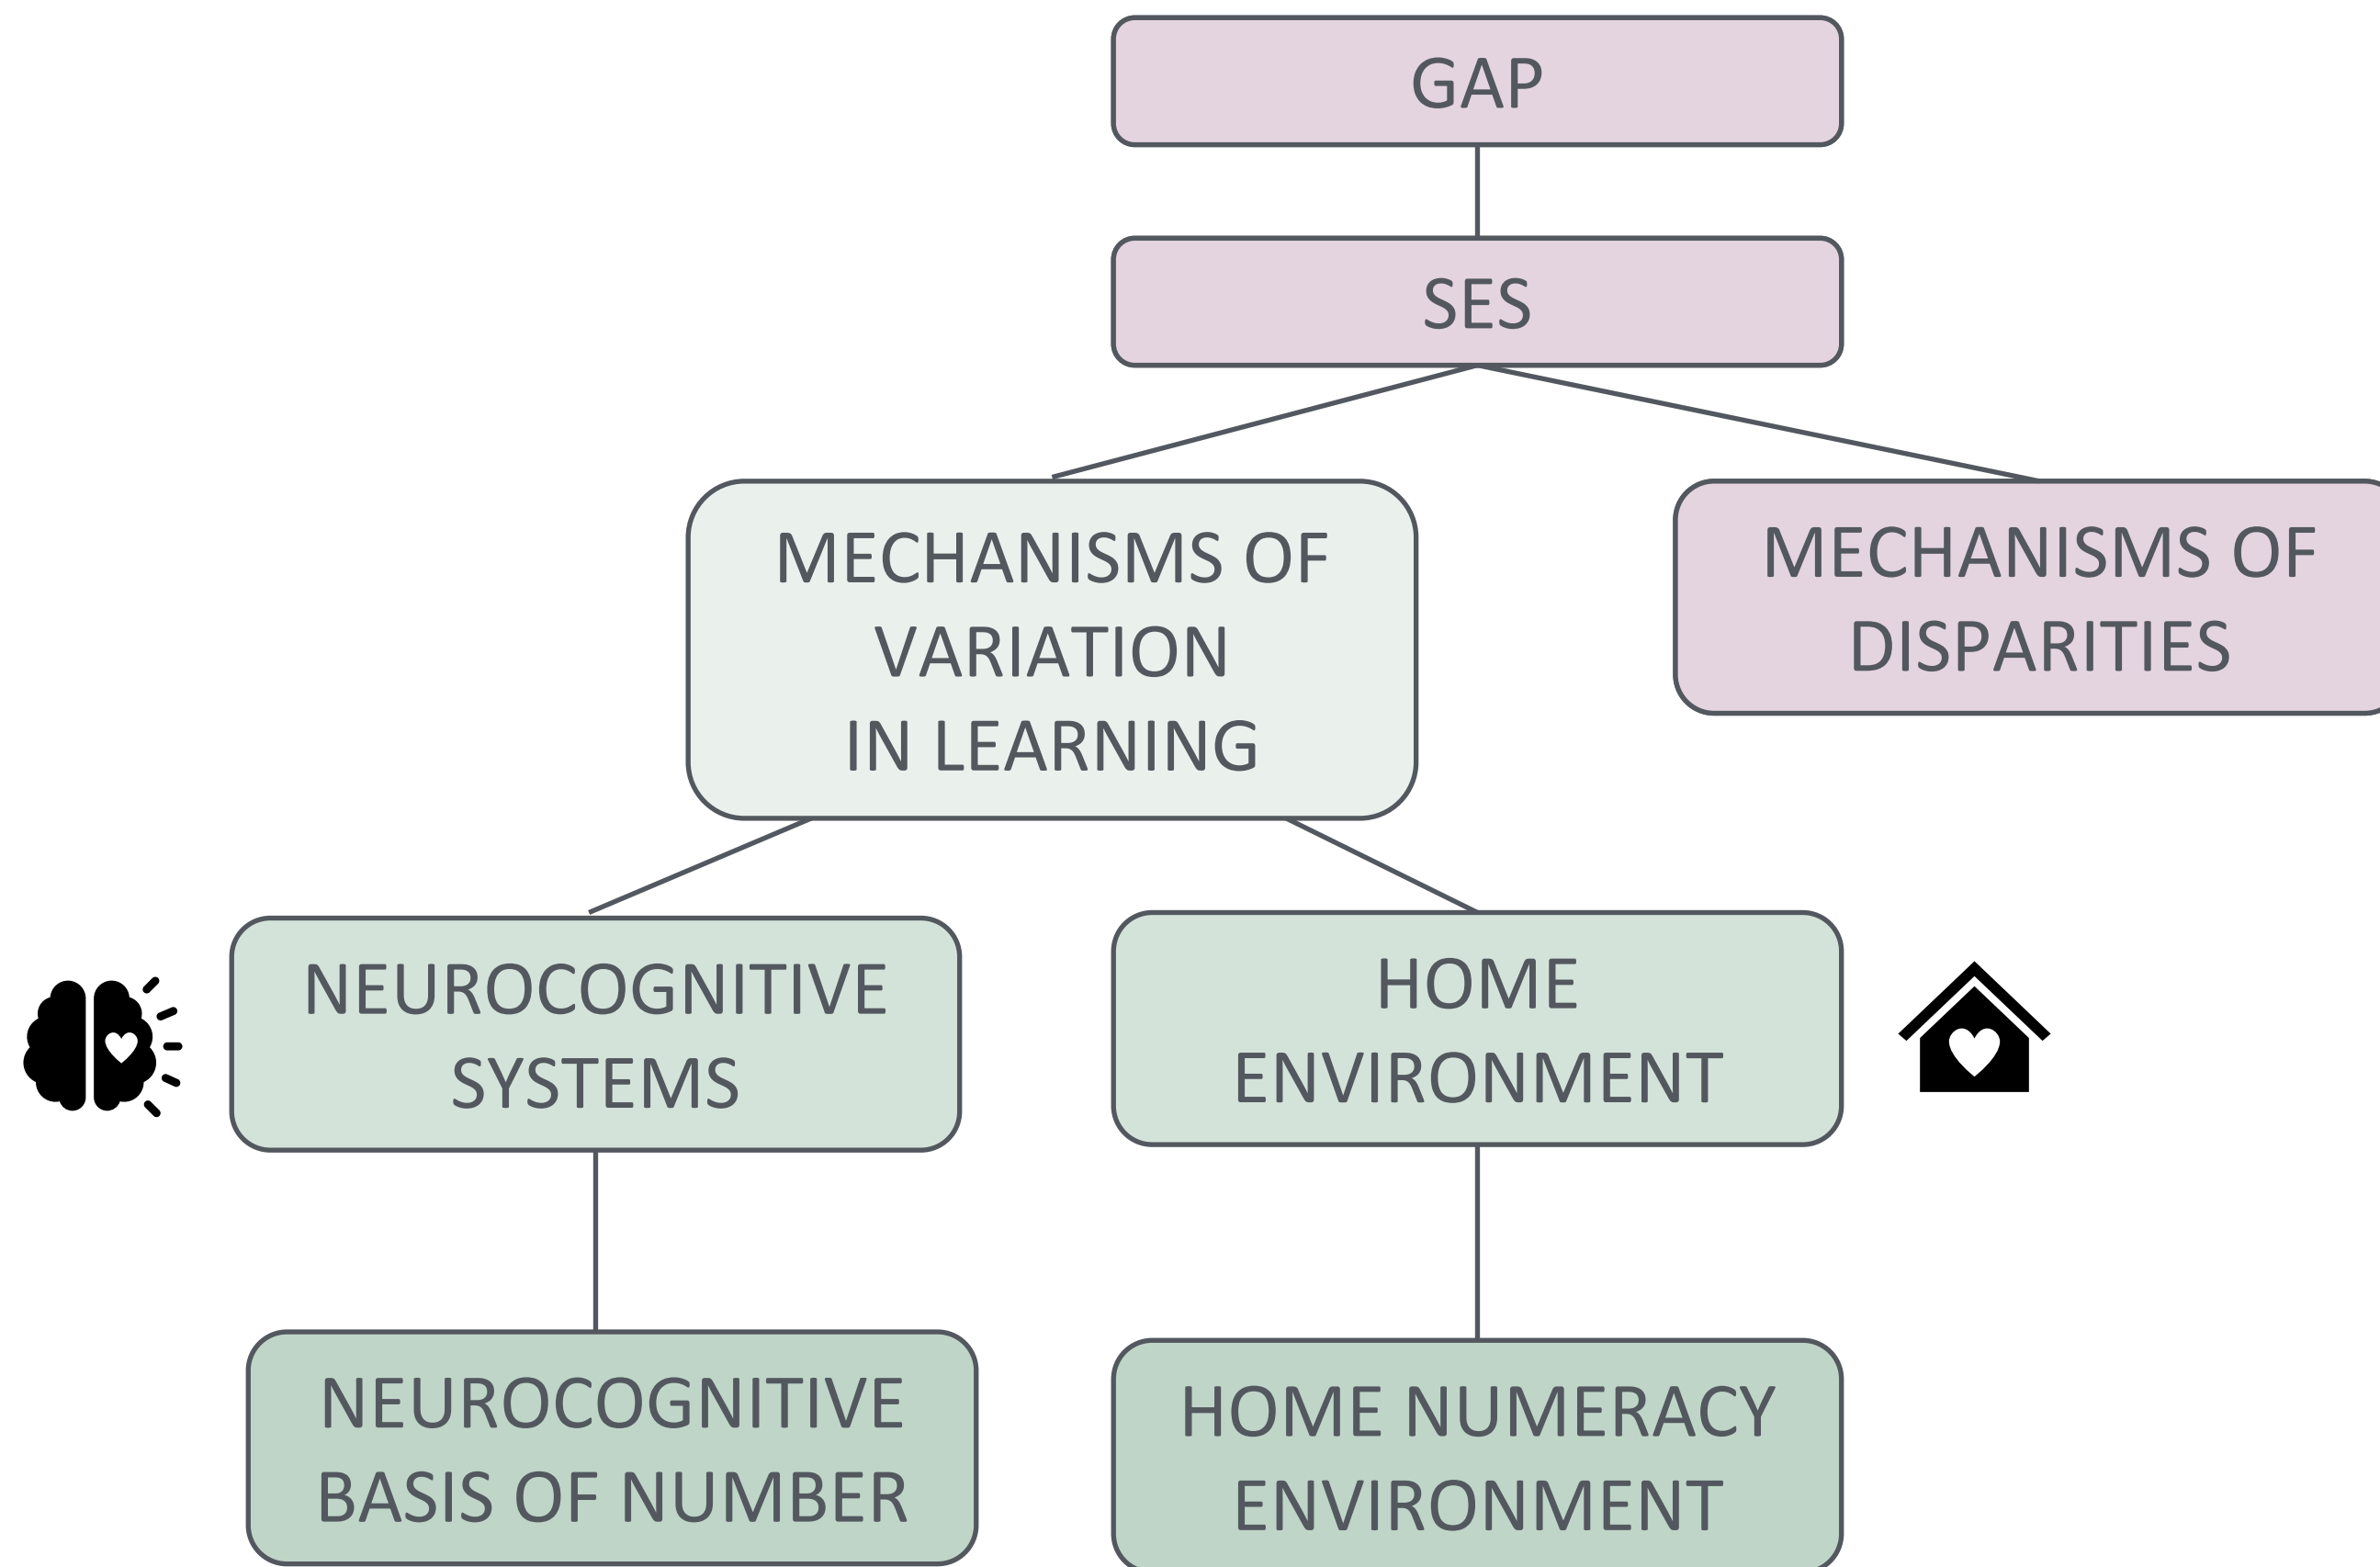 GAP
SES
MECHANISMS OF
VARIATION
IN LEARNING
MECHANISMS OF
DISPARITIES
NEUROCOGNITIVE
SYSTEMS
HOME
ENVIRONMENT
NEUROCOGNITIVE
BASIS OF NUMBER
HOME NUMERACY
ENVIRONMENT